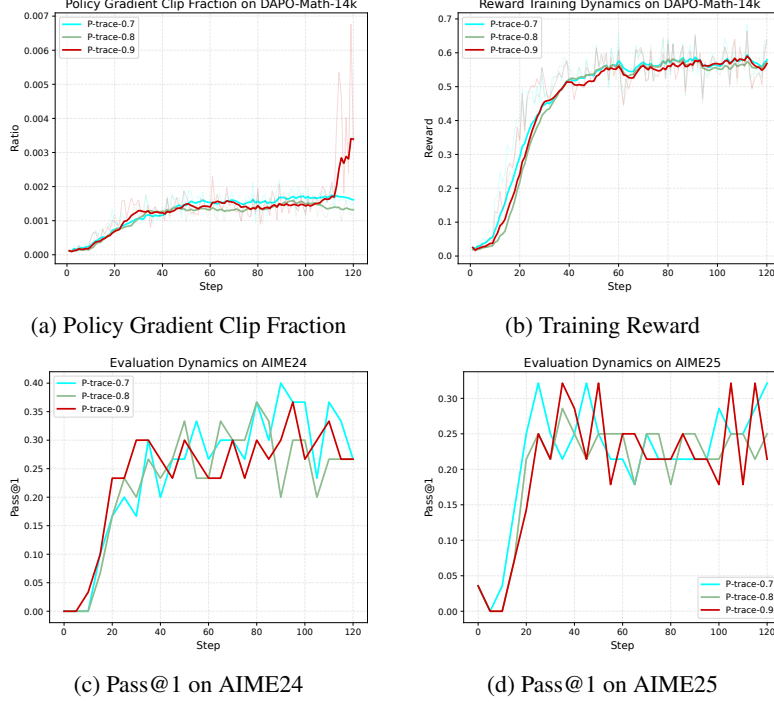 Policy Gradient Clip Fraction on DAPO-Math-14k
0.007
0.006
0.005
0.004
0.003
0.002
0.001
0.000
Ratio
P-trace-0.7
P-trace-0.8
P-trace-0.9
0 20 40 60 80 100 120
Step
(a) Policy Gradient Clip Fraction
Reward Training Dynamics on DAPO-Math-14k
0.7
0.6
0.5
0.4
0.3
0.2
0.1
0.0
Reward
P-trace-0.7
P-trace-0.8
P-trace-0.9
0 20 40 60 80 100 120
Step
(b) Training Reward
Evaluation Dynamics on AIME24
0.40
0.35
0.30
0.25
0.20
0.15
0.10
0.05
0.00
Pass@1
P-trace-0.7
P-trace-0.8
P-trace-0.9
0 20 40 60 80 100 120
Step
(c) Pass@1 on AIME24
Evaluation Dynamics on AIME25
0.30
0.25
0.20
0.15
0.10
0.05
0.00
Pass@1
P-trace-0.7
P-trace-0.8
P-trace-0.9
0 20 40 60 80 100 120
Step
(d) Pass@1 on AIME25